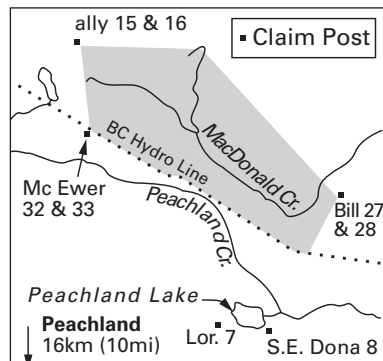 ally 15 & 16
Claim Post
BC Hydro Line
MacDonald Cr.
Mc Ewer
32 & 33
Peachland Cr.
Bill 27
& 28
Peachland Lake
Peachland
16km (10mi)
Lor. 7
S.E. Dona 8